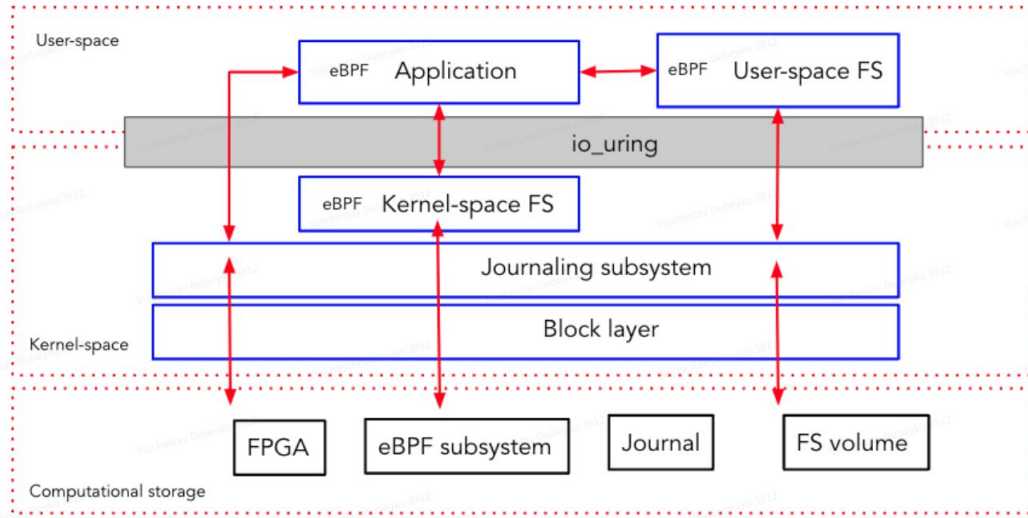 User-space
eBPF Application
eBPF User-space FS
io_uring
eBPF Kernel-space FS
Journaling subsystem
Block layer
Kernel-space
FPGA
eBPF subsystem
Journal
FS volume
Computational storage